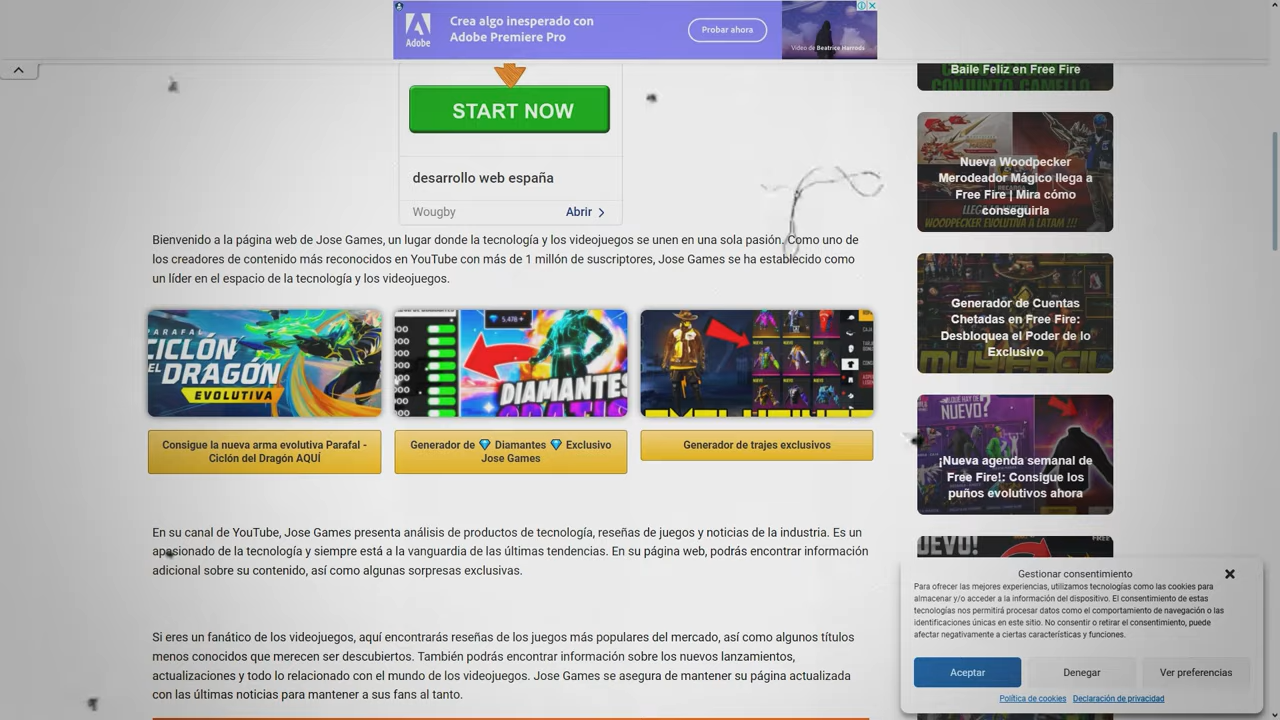 Crea algo inesperado con
Adobe Premiere Pro
Adobe
Probar ahora
Video de Beatrice Harrods
START NOW
desarrollo web españa
Wougby
Abrir
Bienvenido a la página web de Jose Games, un lugar donde la tecnología y los videojuegos se unen en una sola pasión. Como uno de
los creadores de contenido más reconocidos en YouTube con más de 1 millón de suscriptores, Jose Games se ha establecido como
un líder en el espacio de la tecnología y los videojuegos.
PARAFAL
CICLÓN
DEL DRAGÓN
EVOLUTIVA
5,478
DIAMANTES
GRATIS
Consigue la nueva arma evolutiva Parafal -
Ciclón del Dragón AQUÍ
Generador de 💎 Diamantes 💎 Exclusivo
Jose Games
Generador de trajes exclusivos
En su canal de YouTube, Jose Games presenta análisis de productos de tecnología, reseñas de juegos y noticias de la industria. Es un
apasionado de la tecnología y siempre está a la vanguardia de las últimas tendencias. En su página web, podrás encontrar información
adicional sobre su contenido, así como algunas sorpresas exclusivas.
Si eres un fanático de los videojuegos, aquí encontrarás reseñas de los juegos más populares del mercado, así como algunos títulos
menos conocidos que merecen ser descubiertos. También podrás encontrar información sobre los nuevos lanzamientos,
actualizaciones y todo lo relacionado con el mundo de los videojuegos. Jose Games se asegura de mantener su página actualizada
con las últimas noticias para mantener a sus fans al tanto.
Baile Feliz en Free Fire
CONJUNTO CAMELLO
Nueva Woodpecker
Merodeador Mágico llega a
Free Fire | Mira cómo
conseguirla
WOODPECKER EVOLUTIVA A LATAM !!!
Generador de Cuentas
Chetadas en Free Fire:
Desbloquea el Poder de lo
Exclusivo
MUY FACIL
¿QUÉ HAY DE
NUEVO?
¡Nueva agenda semanal de
Free Fire!: Consigue los
puños evolutivos ahora
Gestionar consentimiento
Para ofrecer las mejores experiencias, utilizamos tecnologías como las cookies para
almacenar y/o acceder a la información del dispositivo. El consentimiento de estas
tecnologías nos permitirá procesar datos como el comportamiento de navegación o las
identificaciones únicas en este sitio. No consentir o retirar el consentimiento, puede
afectar negativamente a ciertas características y funciones.
Aceptar
Denegar
Ver preferencias
Política de cookies
Declaración de privacidad